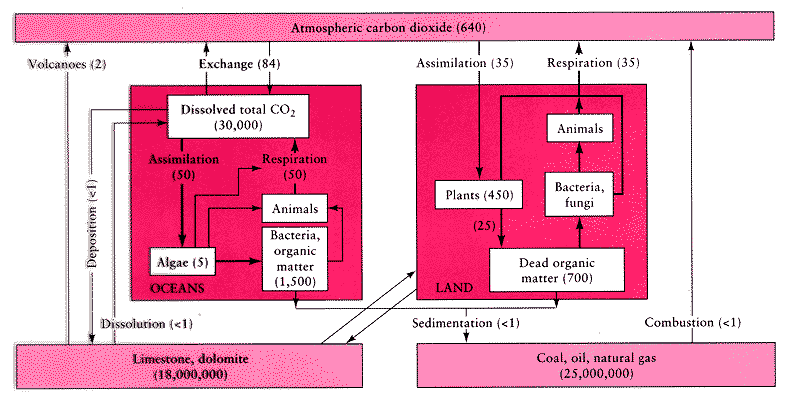 Atmospheric carbon dioxide (640)
Volcanoes (2)
Exchange (84)
Assimilation (35)
Respiration (35)
Dissolved total CO₂
(30,000)
Assimilation
(50)
Respiration
(50)
Animals
Algae (5)
Bacteria,
organic
matter
(1,500)
OCEANS
Deposition (<1)
Dissolution (<1)
Animals
Plants (450)
Bacteria,
fungi
(25)
Dead organic
matter (700)
LAND
Sedimentation (<1)
Combustion (<1)
Limestone, dolomite
(18,000,000)
Coal, oil, natural gas
(25,000,000)